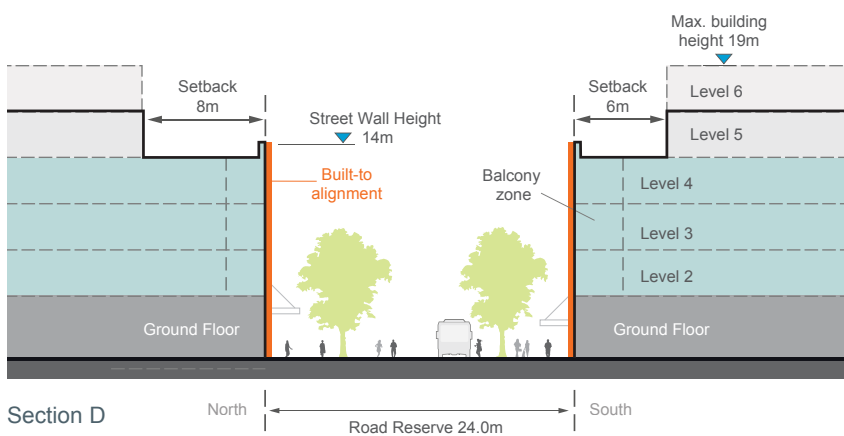 Max. building
height 19m
Setback
8m
Setback
6m
Level 6
Street Wall Height
14m
Level 5
Built-to
alignment
Balcony
zone
Level 4
Level 3
Level 2
Ground Floor
Ground Floor
Section D
North
South
Road Reserve 24.0m